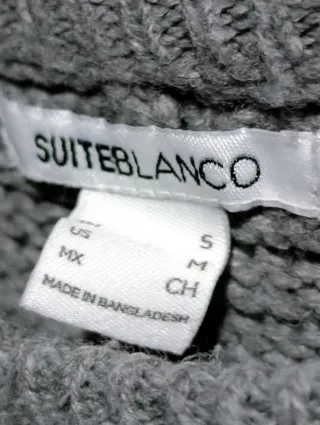 SUITEBLANCO
S
US M
MX CH
MADE IN BANGLADESH